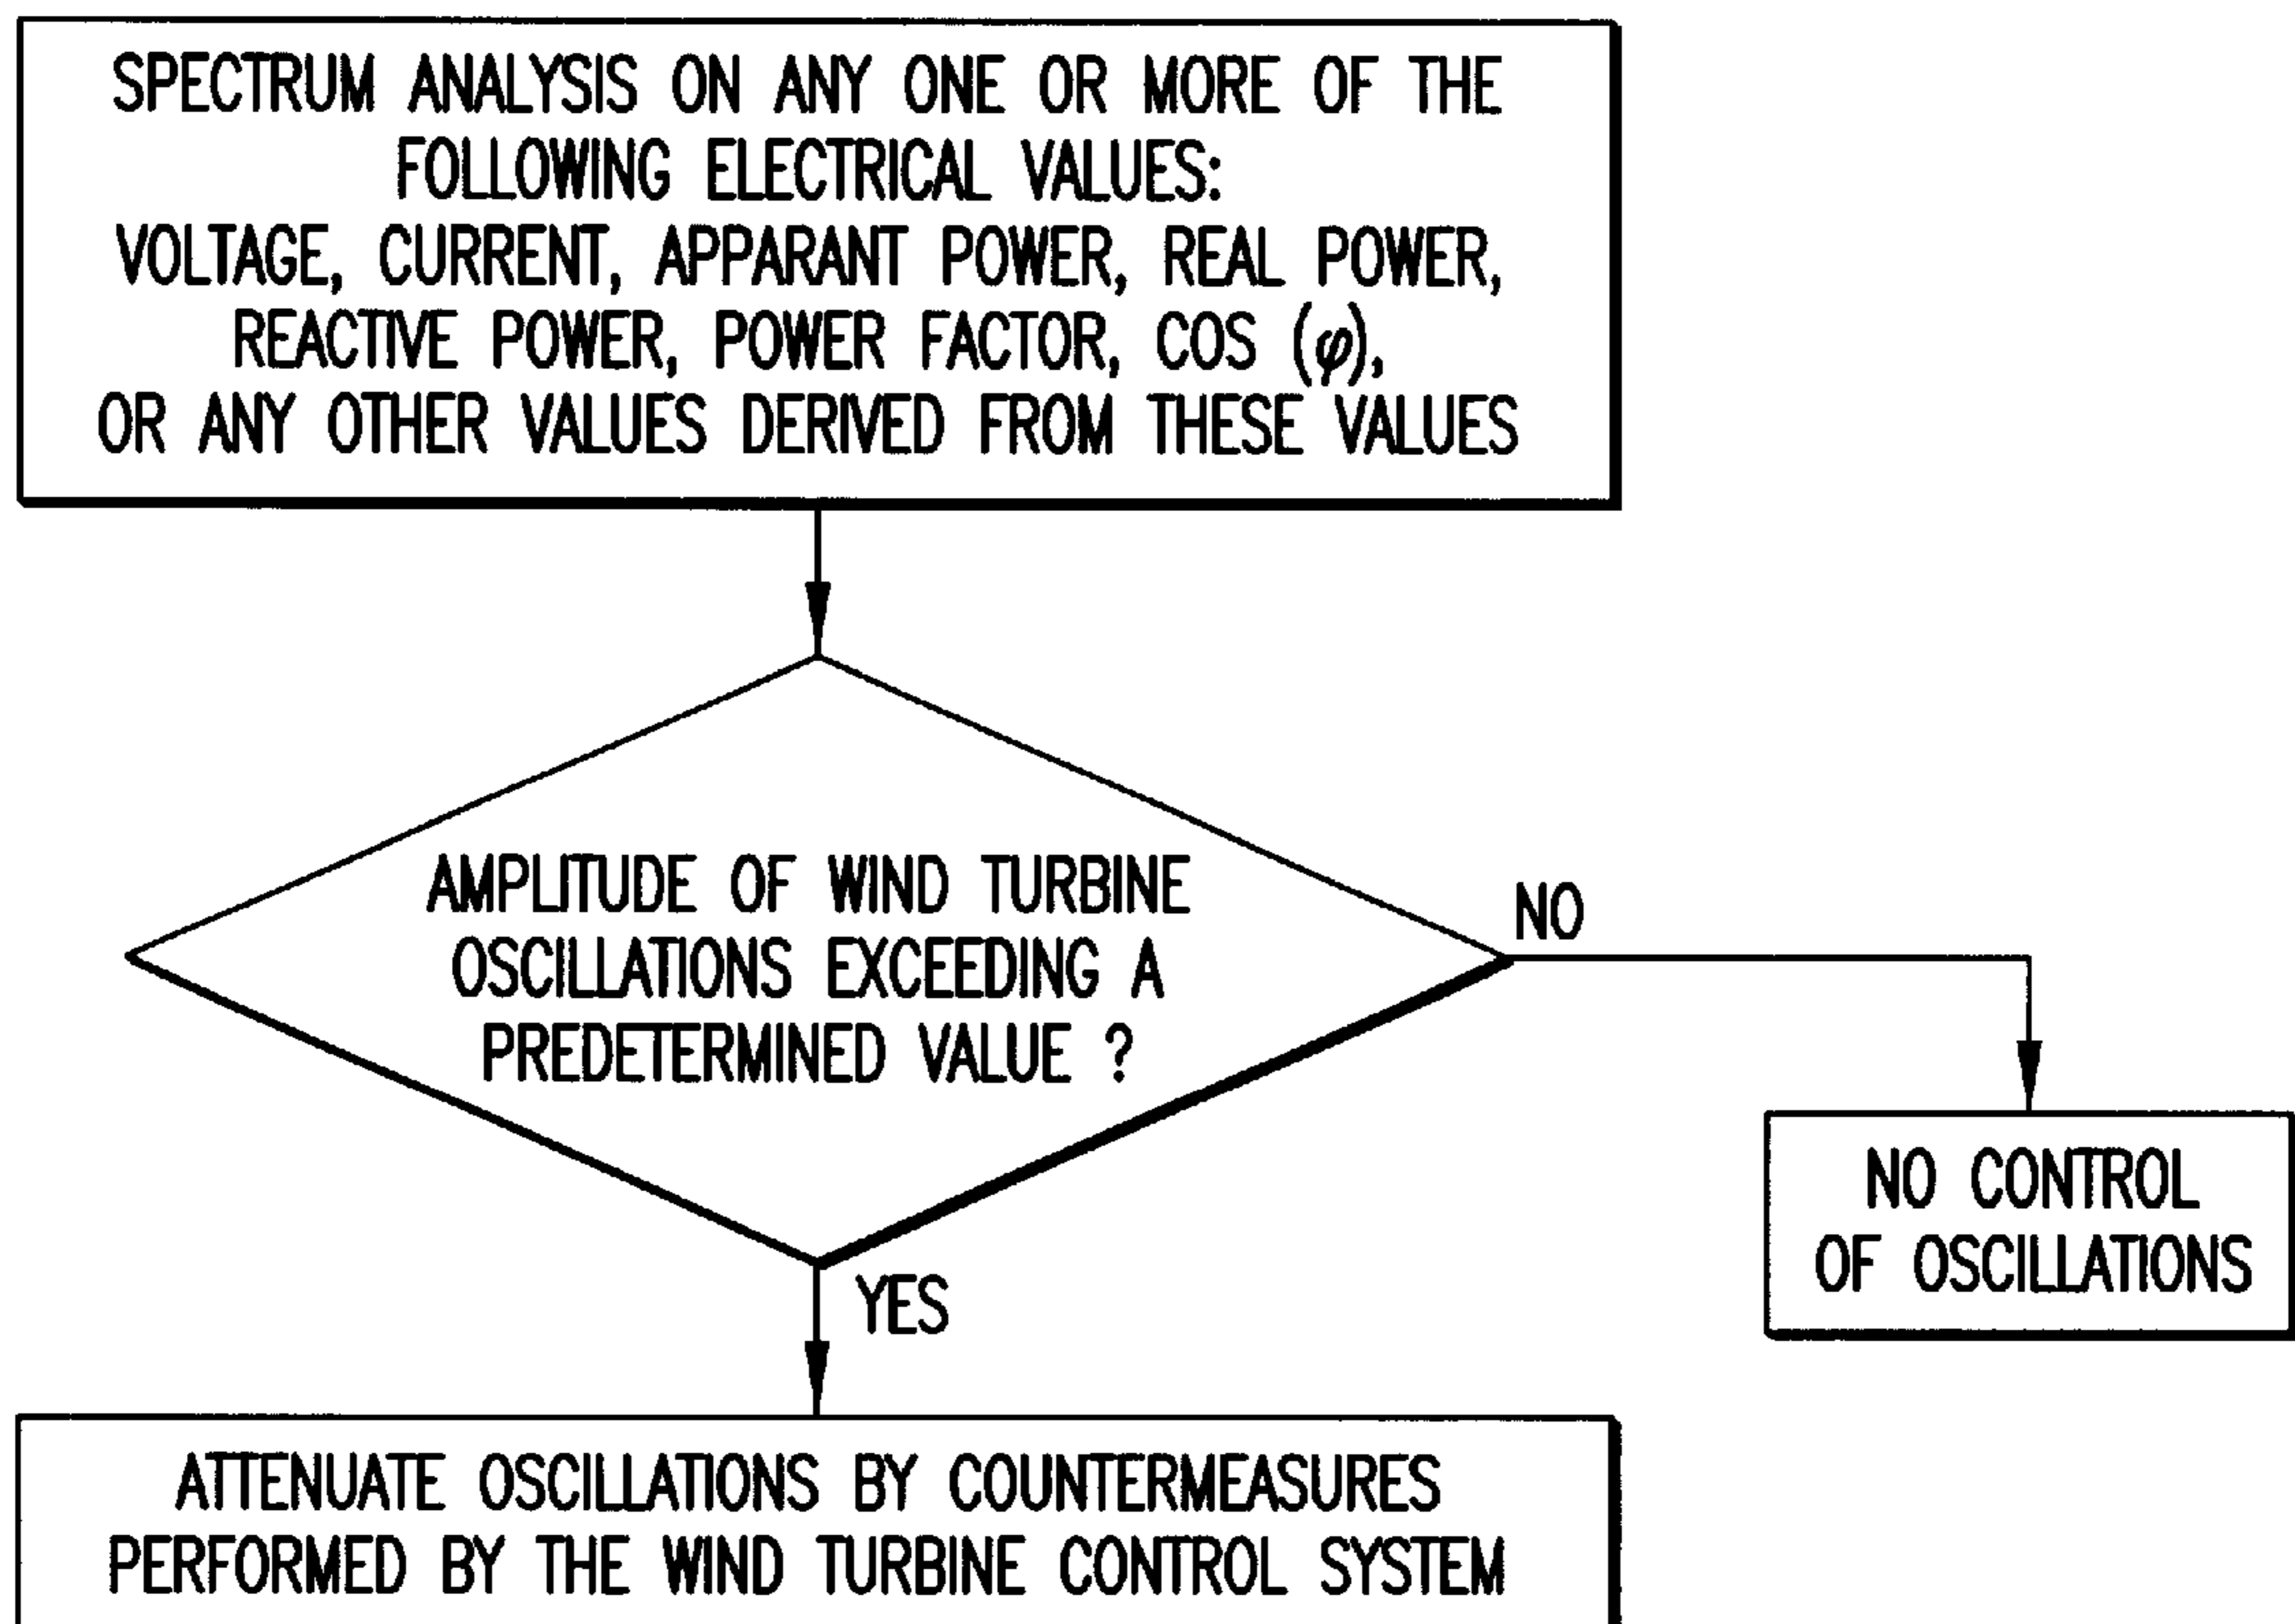 SPECTRUM ANALYSIS ON ANY ONE OR MORE OF THE
FOLLOWING ELECTRICAL VALUES:
VOLTAGE, CURRENT, APPARANT POWER, REAL POWER,
REACTIVE POWER, POWER FACTOR, COS (φ),
OR ANY OTHER VALUES DERIVED FROM THESE VALUES
AMPLITUDE OF WIND TURBINE
OSCILLATIONS EXCEEDING A
PREDETERMINED VALUE ?
NO
NO CONTROL
OF OSCILLATIONS
YES
ATTENUATE OSCILLATIONS BY COUNTERMEASURES
PERFORMED BY THE WIND TURBINE CONTROL SYSTEM